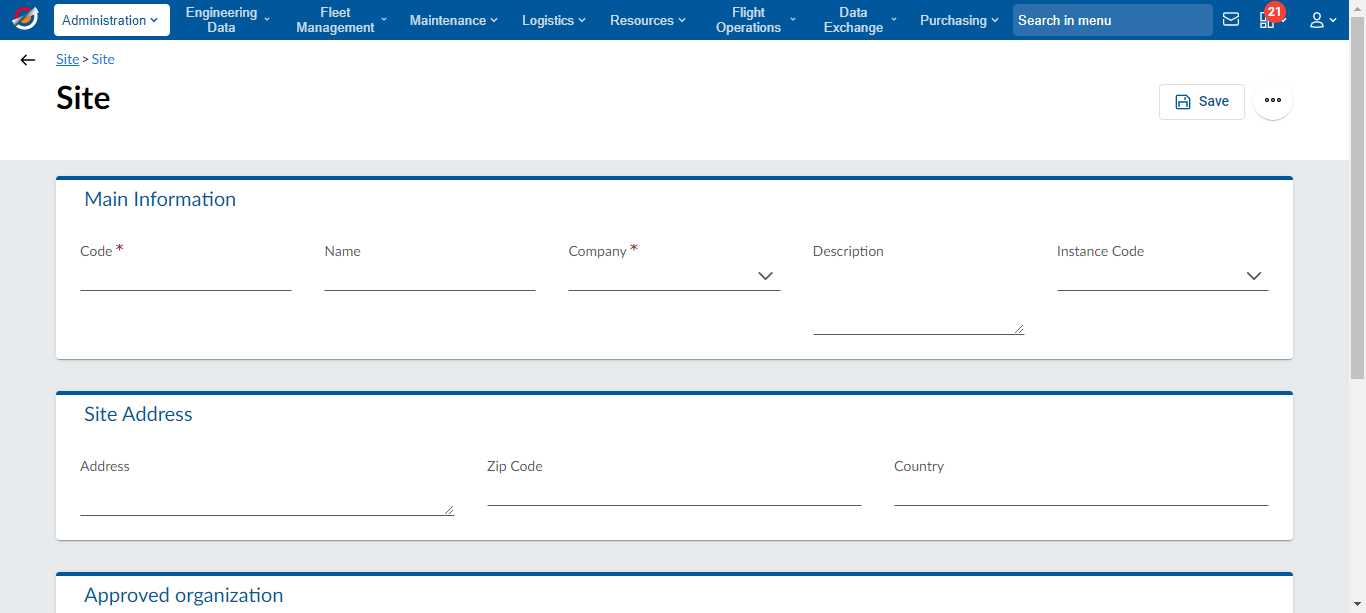 Administration
Engineering Data
Fleet Management
Maintenance
Logistics
Resources
Flight Operations
Data Exchange
Purchasing
Search in menu
21
Site > Site
Site
Save
Main Information
Code *
Name
Company *
Description
Instance Code
Site Address
Address
Zip Code
Country
Approved organization